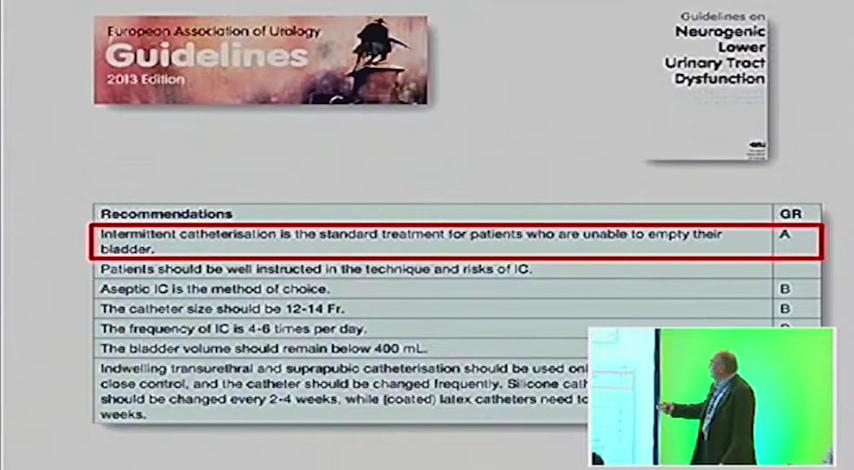 European Association of Urology
Guidelines
2013 Edition
Guidelines on
Neurogenic
Lower
Urinary Tract
Dysfunction
Recommendations GR
Intermittent catheterisation is the standard treatment for patients who are unable to empty their A
bladder.
Patients should be well instructed in the technique and risks of IC.
Aseptic IC is the method of choice. B
The catheter size should be 12-14 Fr. B
The frequency of IC is 4-6 times per day.
The bladder volume should remain below 400 mL.
Indwelling transurethral and suprapubic catheterisation should be used
close control, and the catheter should be changed frequently. Silicone
should be changed every 2-4 weeks, while (coated) latex catheters need to
weeks.